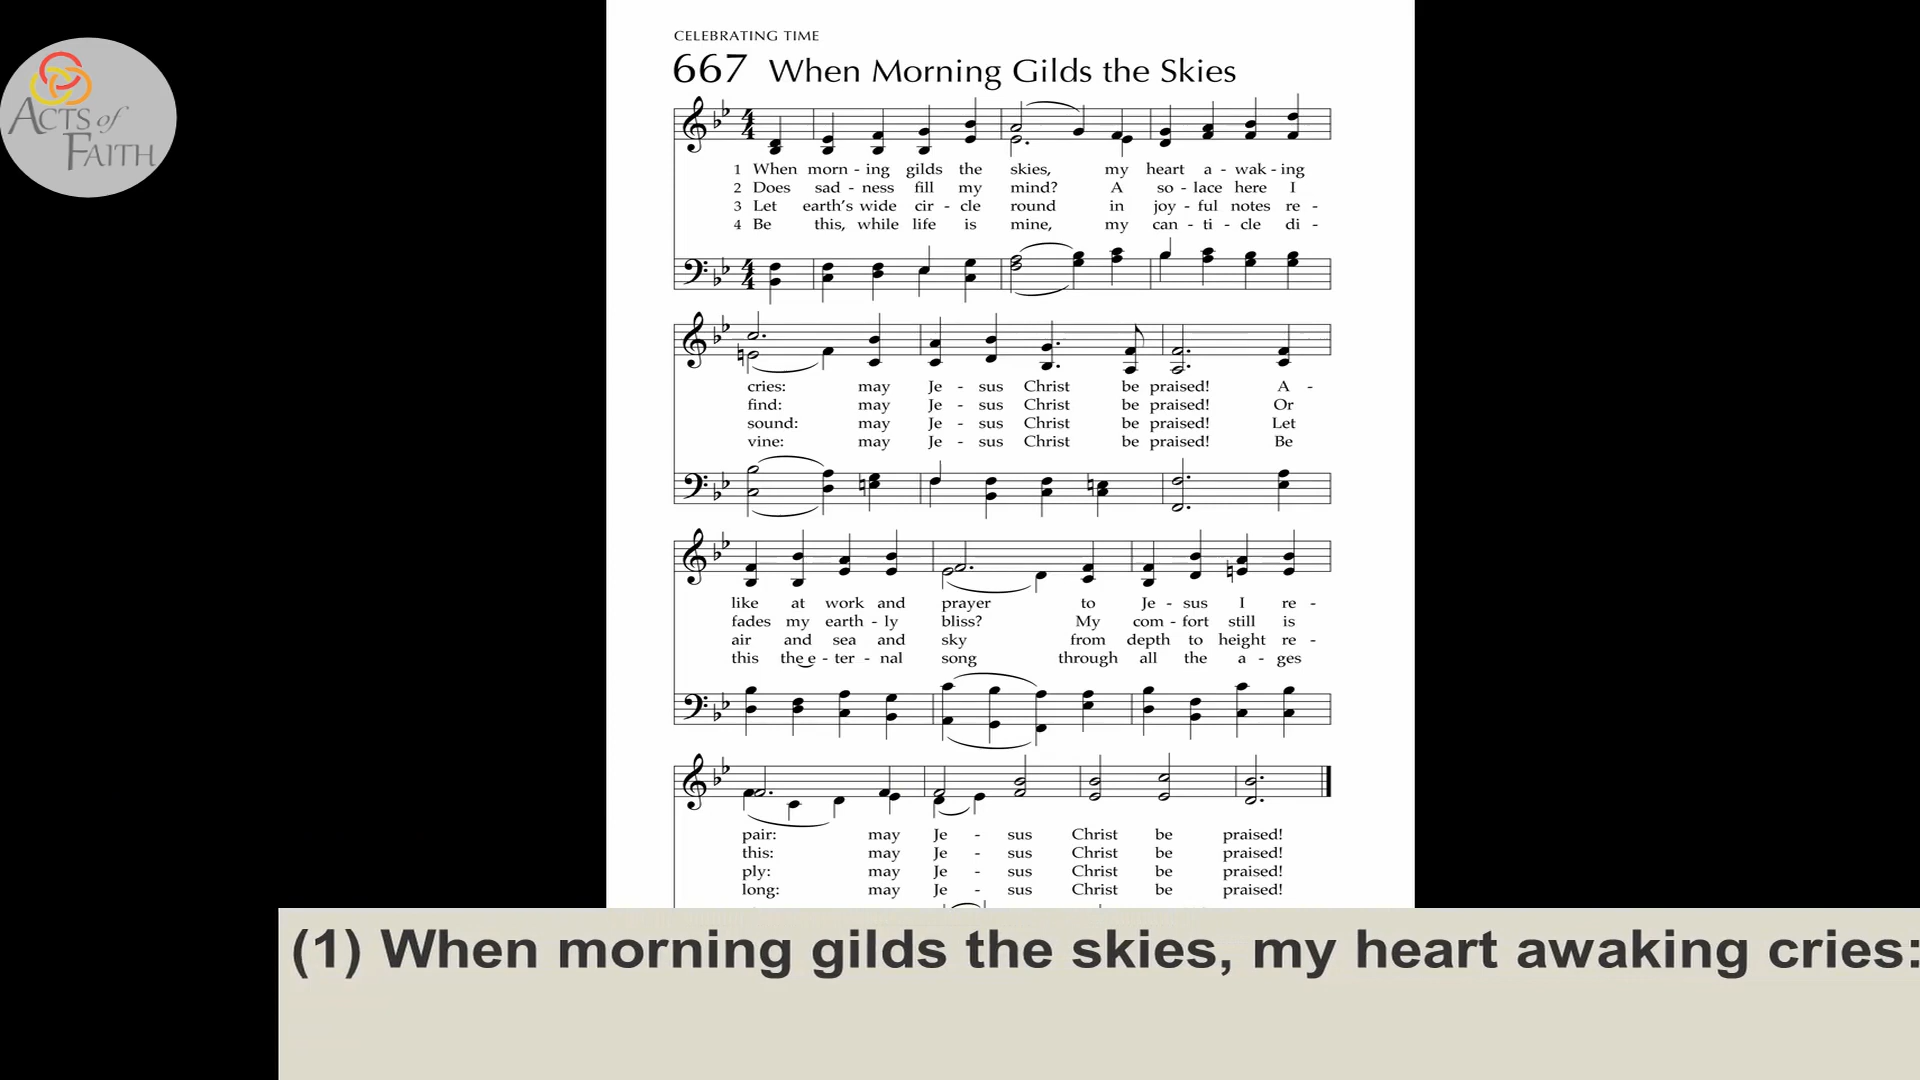 ACTS of
FAITH
CELEBRATING TIME
667 When Morning Gilds the Skies
1 When morn - ing gilds the skies, my heart a - wak - ing
2 Does sad - ness fill my mind? A so - lace here I
3 Let earth's wide cir - cle round in joy - ful notes re -
4 Be this, while life is mine, my can - ti - cle di -
cries: may Je - sus Christ be praised! A -
find: may Je - sus Christ be praised! Or
sound: may Je - sus Christ be praised! Let
vine: may Je - sus Christ be praised! Be
like at work and prayer to Je - sus I re -
fades my earth - ly bliss? My com - fort still is
air and sea and sky from depth to height re -
this the e - ter - nal song through all the a - ges
pair: may Je - sus Christ be praised!
this: may Je - sus Christ be praised!
ply: may Je - sus Christ be praised!
long: may Je - sus Christ be praised!
(1) When morning gilds the skies, my heart awaking cries: